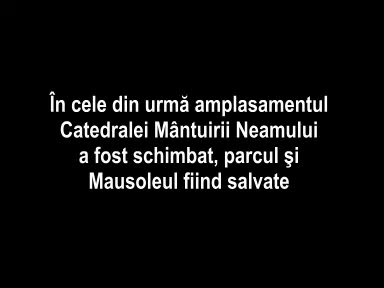 În cele din urmă amplasamentul
Catedralei Mântuirii Neamului
a fost schimbat, parcul şi
Mausoleul fiind salvate